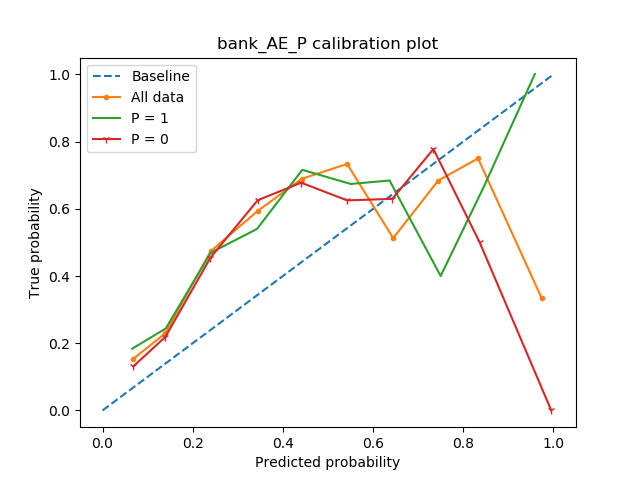 bank_AE_P calibration plot
Baseline
All data
P = 1
P = 0
True probability
1.0
0.8
0.6
0.4
0.2
0.0
0.0 0.2 0.4 0.6 0.8 1.0
Predicted probability